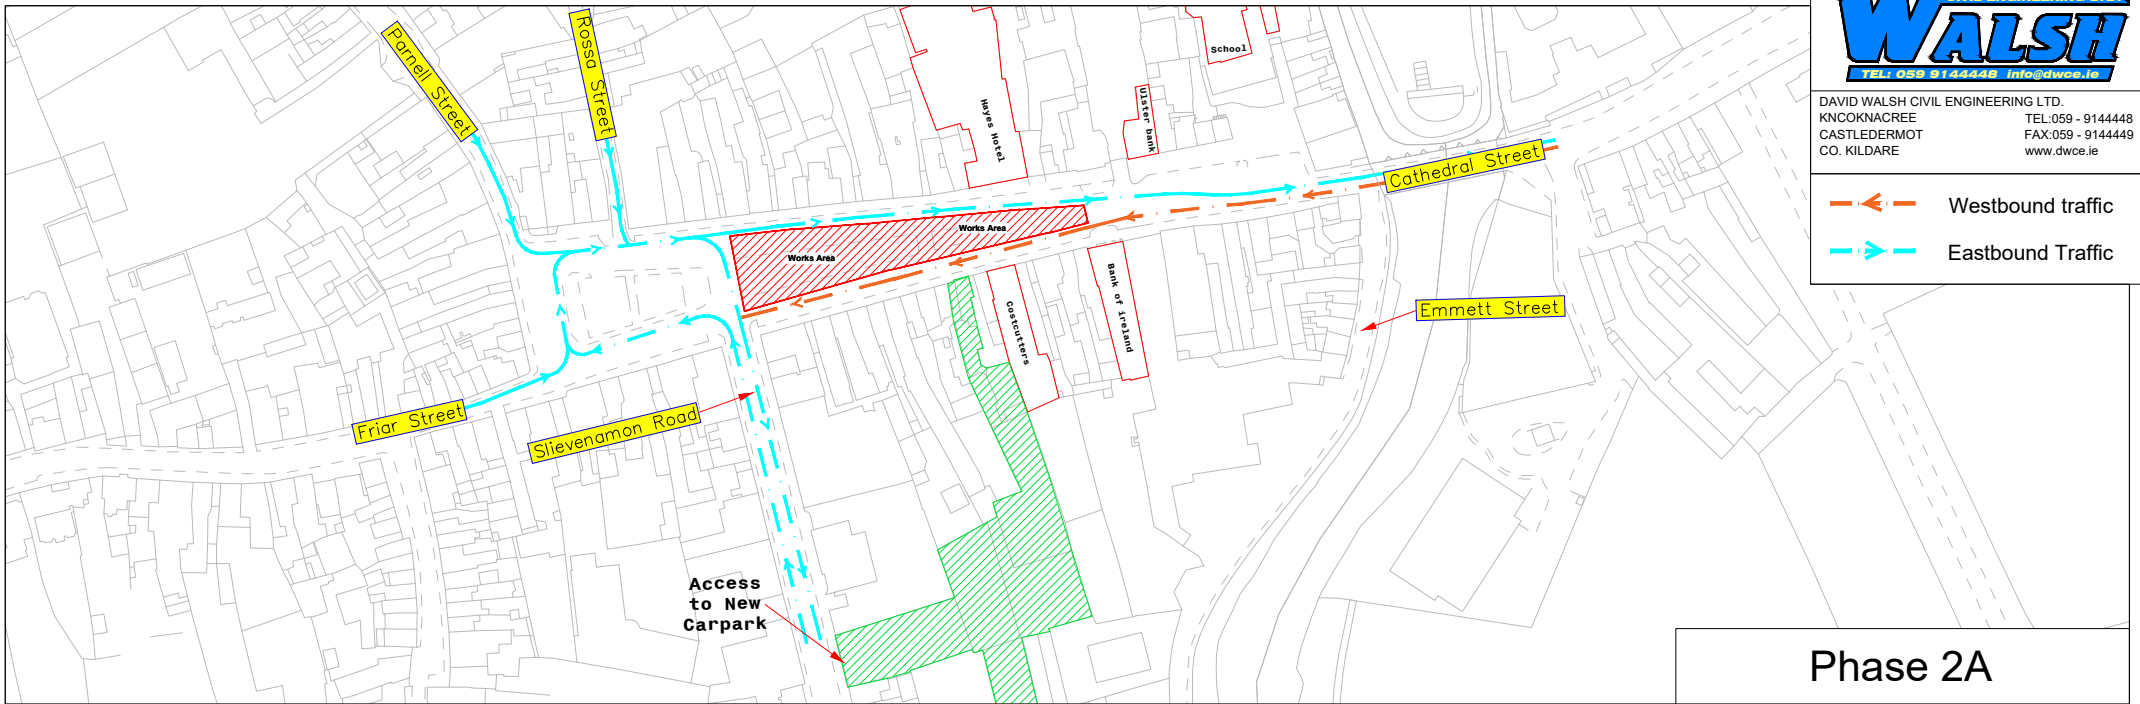 Parnell Street
Rossa Street
School
Hayes Hotel
Ulster bank
Cathedral Street
Works Area
Works Area
Costcutters
Bank of ireland
Emmett Street
Friar Street
Slievenamon Road
Access
to New
Carpark
WALSH
TEL: 059 9144448 info@dwce.ie
DAVID WALSH CIVIL ENGINEERING LTD.
KNCOKNACREE TEL:059 - 9144448
CASTLEDERMOT FAX:059 - 9144449
CO. KILDARE www.dwce.ie
Westbound traffic
Eastbound Traffic
Phase 2A